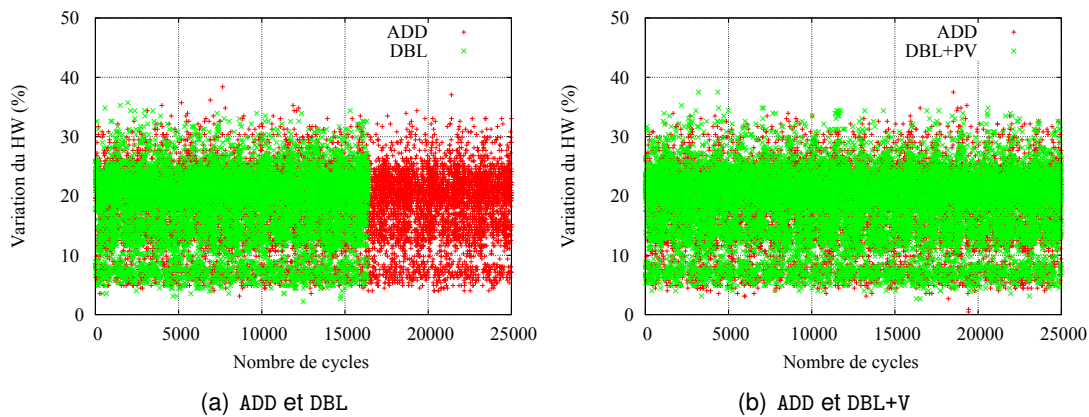 50
40
30
20
10
0
Variation du HW (%)
ADD
DBL
0 5000 10000 15000 20000 25000
Nombre de cycles
(a) ADD et DBL
50
40
30
20
10
0
Variation du HW (%)
ADD
DBL+PV
0 5000 10000 15000 20000 25000
Nombre de cycles
(b) ADD et DBL+V